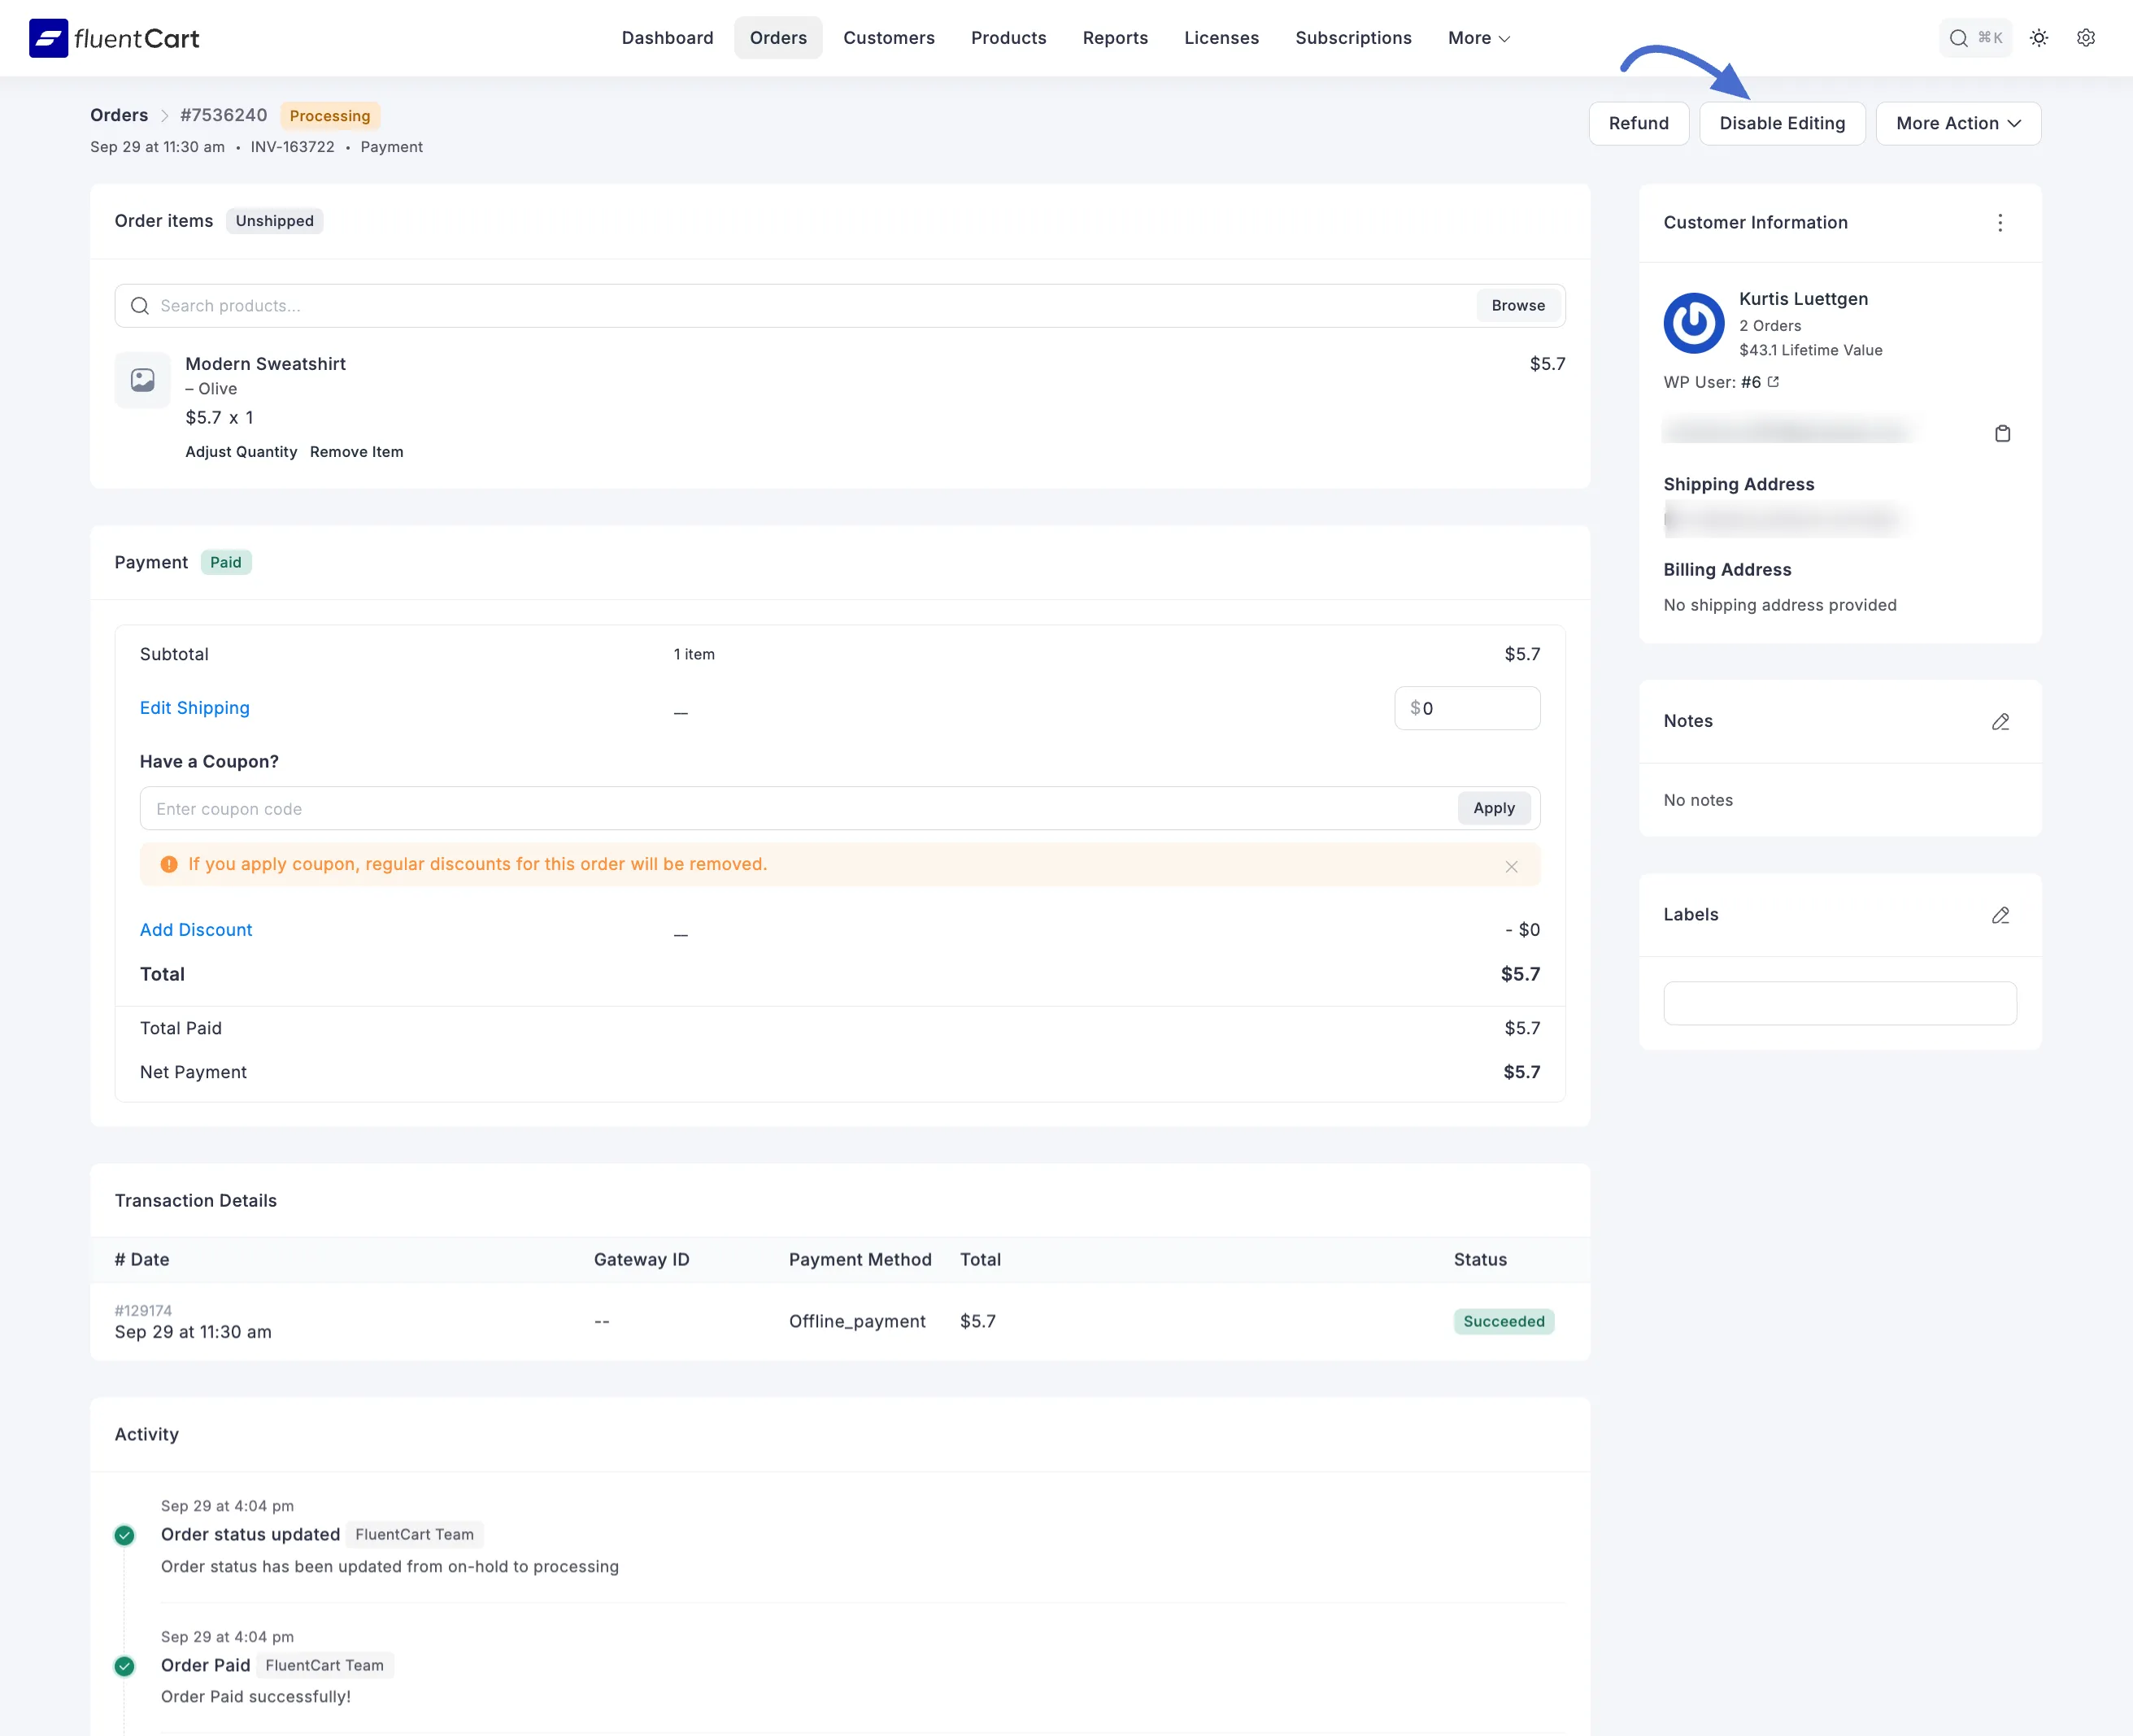 fluentCart
Dashboard Orders Customers Products Reports Licenses Subscriptions More
⌘K
Orders > #7536240 Processing
Sep 29 at 11:30 am • INV-163722 • Payment
Refund Disable Editing More Action
Order items Unshipped
Search products... Browse
Modern Sweatshirt $5.7
– Olive
$5.7 x 1
Adjust Quantity Remove Item
Payment Paid
Subtotal 1 item $5.7
Edit Shipping __ $0
Have a Coupon?
Enter coupon code Apply
If you apply coupon, regular discounts for this order will be removed.
Add Discount __ - $0
Total $5.7
Total Paid $5.7
Net Payment $5.7
Transaction Details
# Date Gateway ID Payment Method Total Status
#129174
Sep 29 at 11:30 am -- Offline_payment $5.7 Succeeded
Activity
Sep 29 at 4:04 pm
Order status updated FluentCart Team
Order status has been updated from on-hold to processing
Sep 29 at 4:04 pm
Order Paid FluentCart Team
Order Paid successfully!
Customer Information
Kurtis Luettgen
2 Orders
$43.1 Lifetime Value
WP User: #6
Shipping Address
Billing Address
No shipping address provided
Notes
No notes
Labels